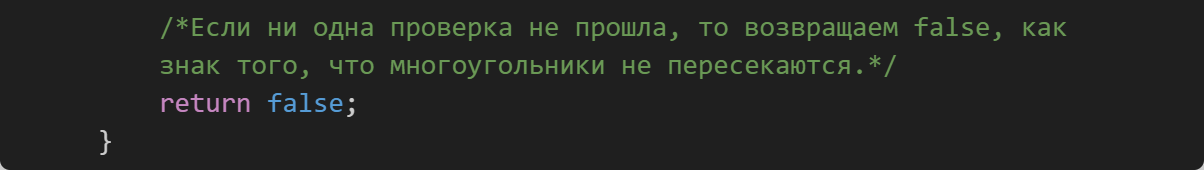 /*Если ни одна проверка не прошла, то возвращаем false, как
знак того, что многоугольники не пересекаются.*/
return false;
}